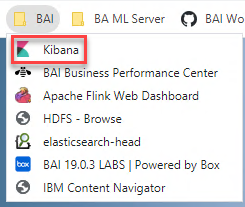 BAI BA ML Server BAI Wo
Kibana
BAI Business Performance Center
Apache Flink Web Dashboard
HDFS - Browse
elasticsearch-head
box BAI 19.0.3 LABS | Powered by Box
IBM Content Navigator